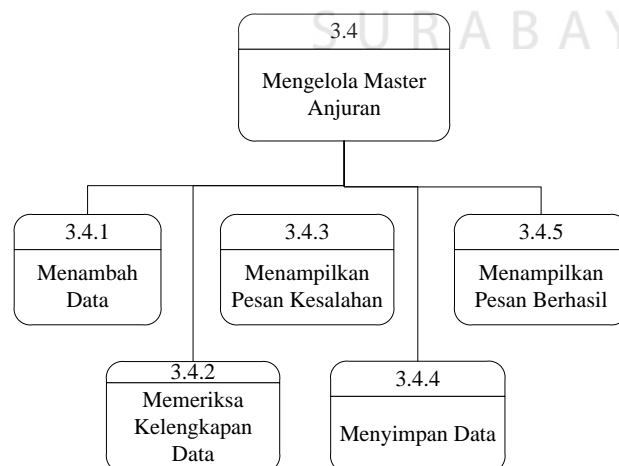 SURABAY
3.4
Mengelola Master
Anjuran
3.4.1
Menambah
Data
3.4.3
Menampilkan
Pesan Kesalahan
3.4.5
Menampilkan
Pesan Berhasil
3.4.2
Memeriksa
Kelengkapan
Data
3.4.4
Menyimpan Data